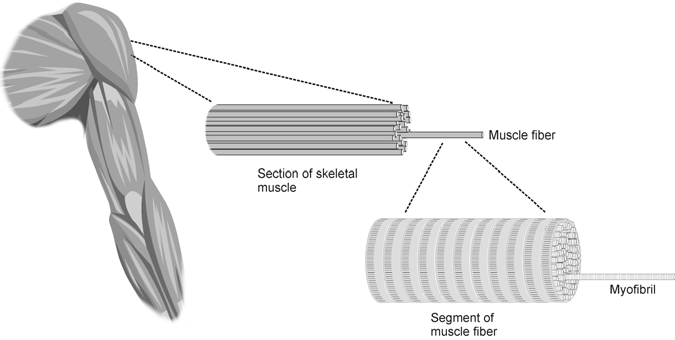 Muscle fiber
Section of skeletal
muscle
Myofibril
Segment of
muscle fiber